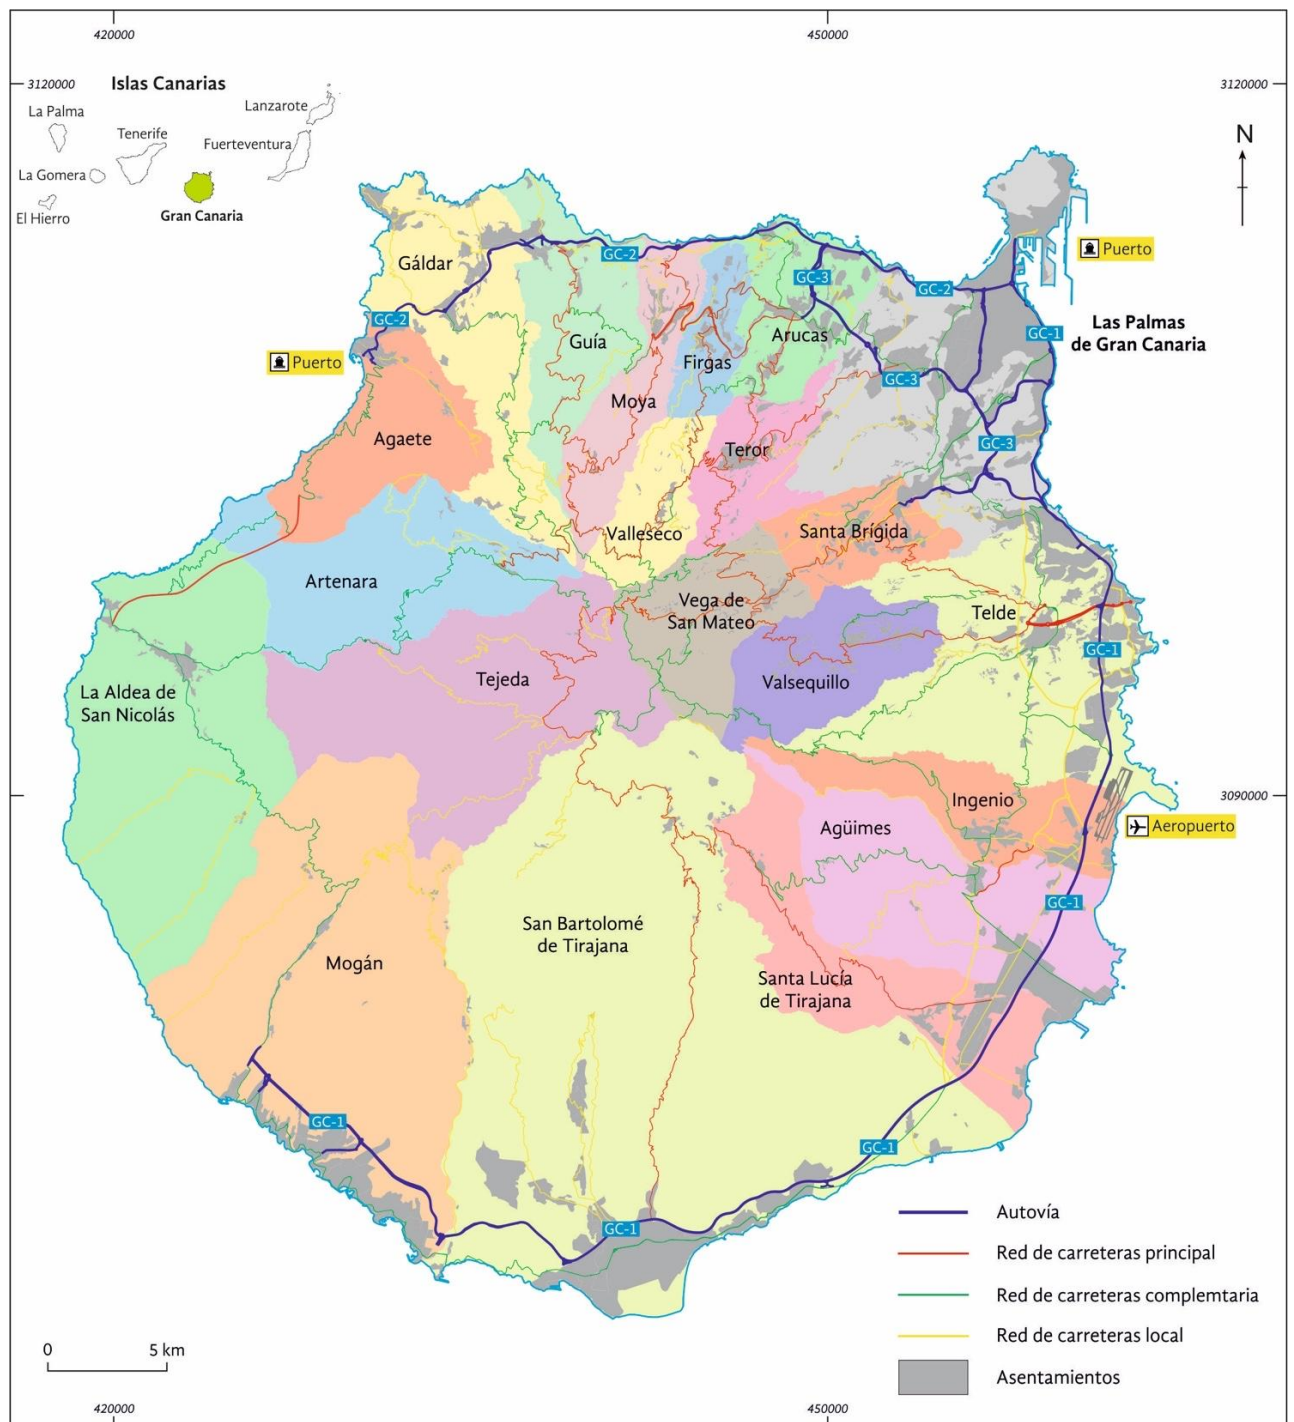 420000
450000
3120000
Islas Canarias
3120000
Lanzarote
La Palma
Tenerife
Fuerteventura
La Gomera
El Hierro
Gran Canaria
N
Puerto
Gáldar
GC-2
GC-3
GC-2
GC-2
GC-1
Las Palmas
de Gran Canaria
Guía
Arucas
Firgas
Puerto
GC-3
Moya
Agaete
Teror
GC-3
Valleseco
Santa Brígida
Artenara
Vega de
San Mateo
Telde
GC-1
Tejeda
Valsequillo
La Aldea de
San Nicolás
3090000
Ingenio
Agüimes
Aeropuerto
GC-1
San Bartolomé
de Tirajana
Mogán
Santa Lucía
de Tirajana
GC-1
GC-1
GC-1
Autovía
Red de carreteras principal
Red de carreteras complemtaria
Red de carreteras local
Asentamientos
0 5 km
420000
450000